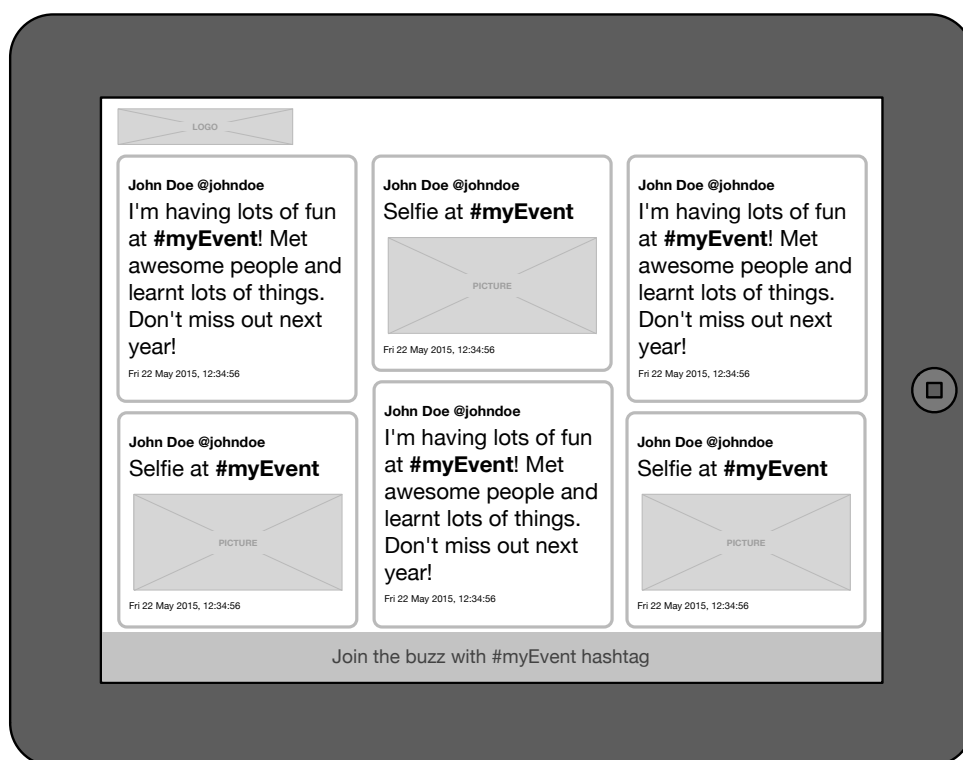 LOGO
John Doe @johndoe
I'm having lots of fun
at #myEvent! Met
awesome people and
learnt lots of things.
Don't miss out next
year!
Fri 22 May 2015, 12:34:56
John Doe @johndoe
Selfie at #myEvent
PICTURE
Fri 22 May 2015, 12:34:56
John Doe @johndoe
Selfie at #myEvent
PICTURE
Fri 22 May 2015, 12:34:56
John Doe @johndoe
I'm having lots of fun
at #myEvent! Met
awesome people and
learnt lots of things.
Don't miss out next
year!
Fri 22 May 2015, 12:34:56
John Doe @johndoe
I'm having lots of fun
at #myEvent! Met
awesome people and
learnt lots of things.
Don't miss out next
year!
Fri 22 May 2015, 12:34:56
John Doe @johndoe
Selfie at #myEvent
PICTURE
Fri 22 May 2015, 12:34:56
Join the buzz with #myEvent hashtag